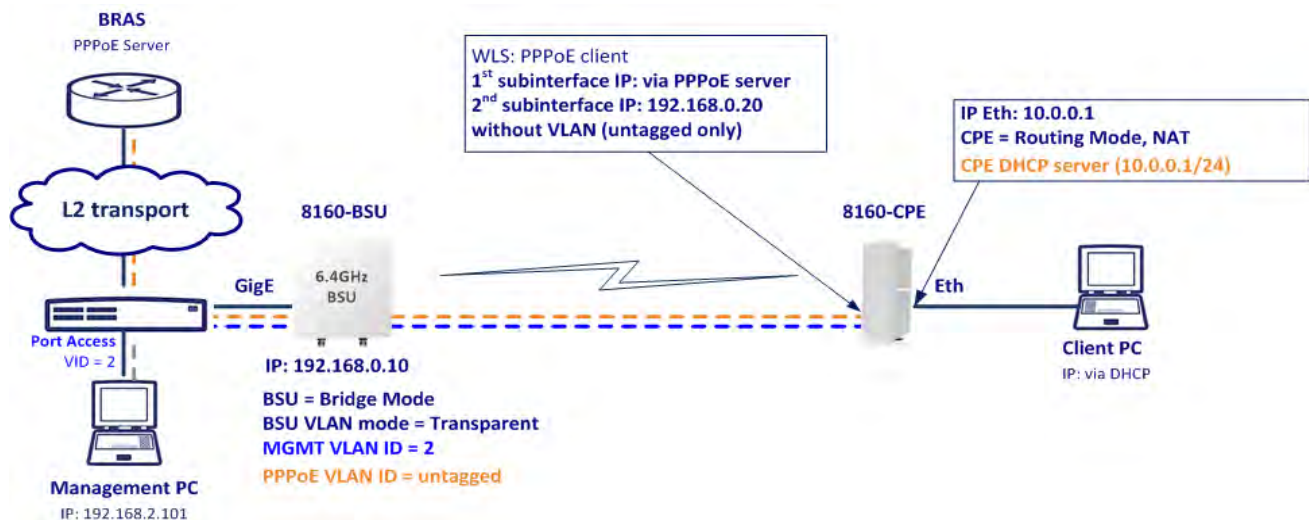 BRAS
PPPoE Server
WLS: PPPoE client
1st subinterface IP: via PPPoE server
2nd subinterface IP: 192.168.0.20
without VLAN (untagged only)
IP Eth: 10.0.0.1
CPE = Routing Mode, NAT
CPE DHCP server (10.0.0.1/24)
L2 transport
8160-BSU
8160-CPE
GigE
6.4GHz
BSU
Eth
Port Access
VID = 2
Client PC
IP: via DHCP
IP: 192.168.0.10
BSU = Bridge Mode
BSU VLAN mode = Transparent
MGMT VLAN ID = 2
PPPoE VLAN ID = untagged
Management PC
IP: 192.168.2.101